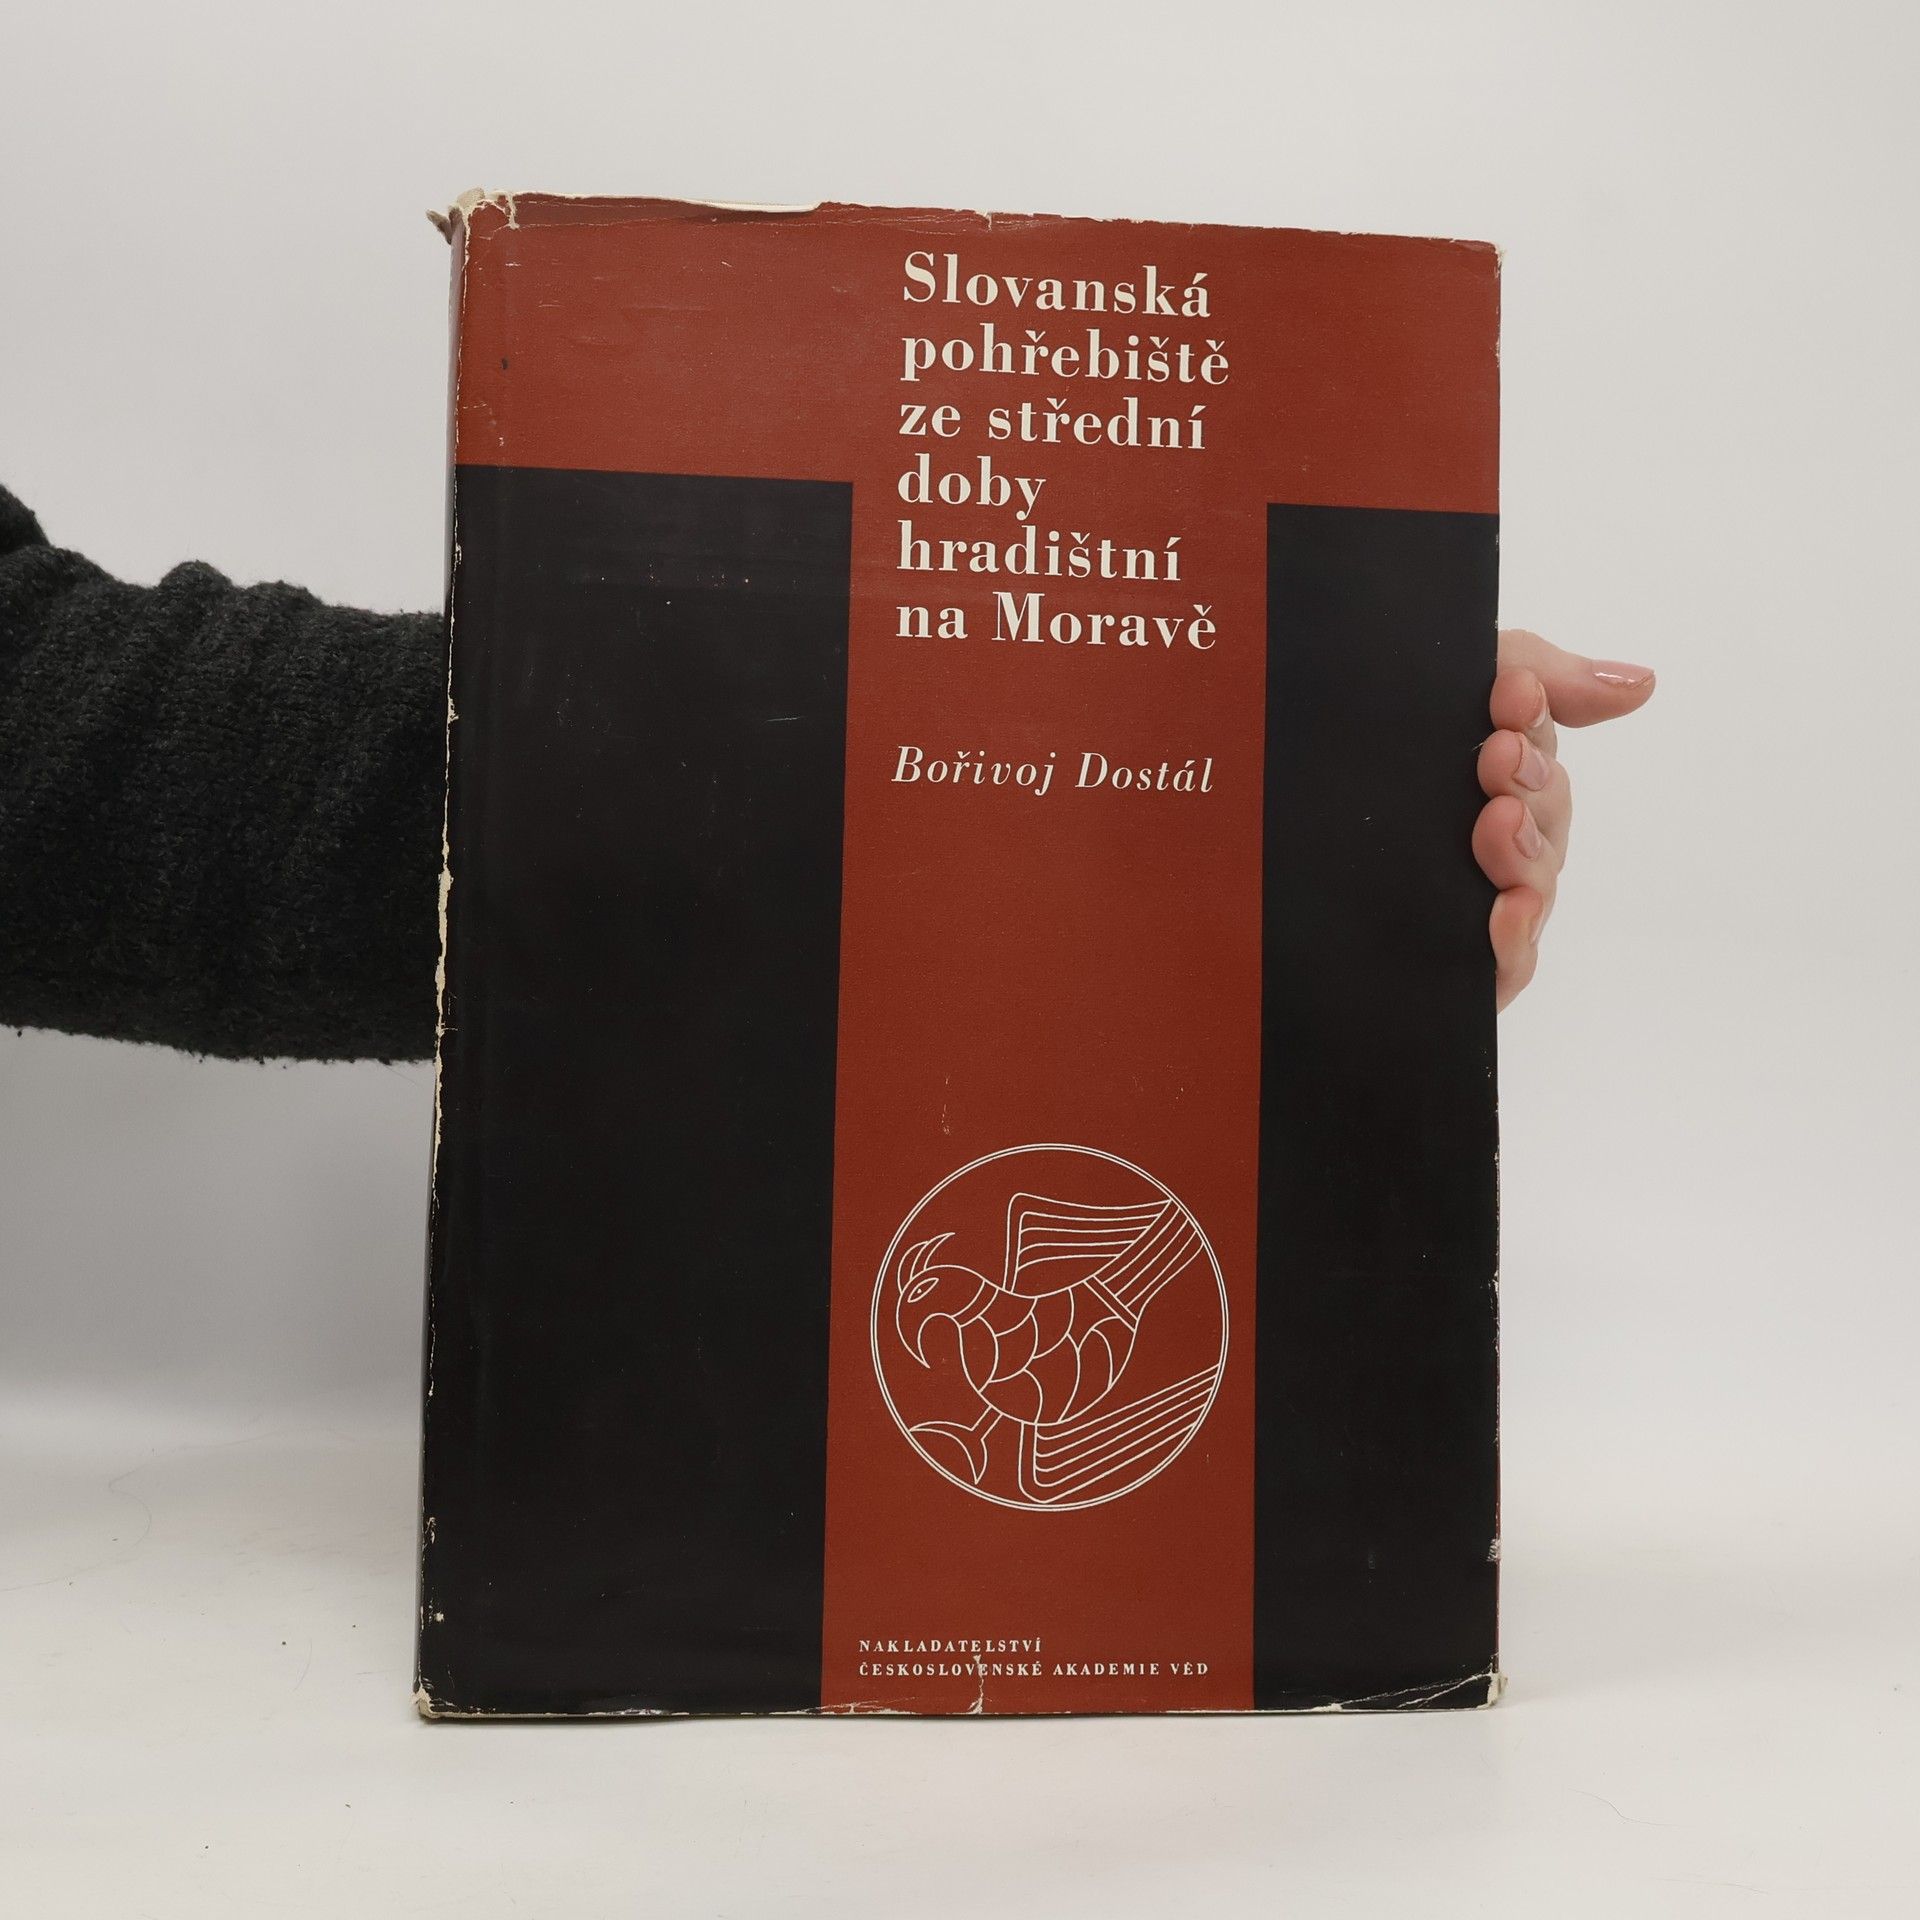 Slovanská
pohřebiště
ze střední
doby
hradištní
na Moravě
Bořivoj Dostál
NAKLADATELSTVÍ
ČESKOSLOVENSKÉ AKADEMIE VĚD